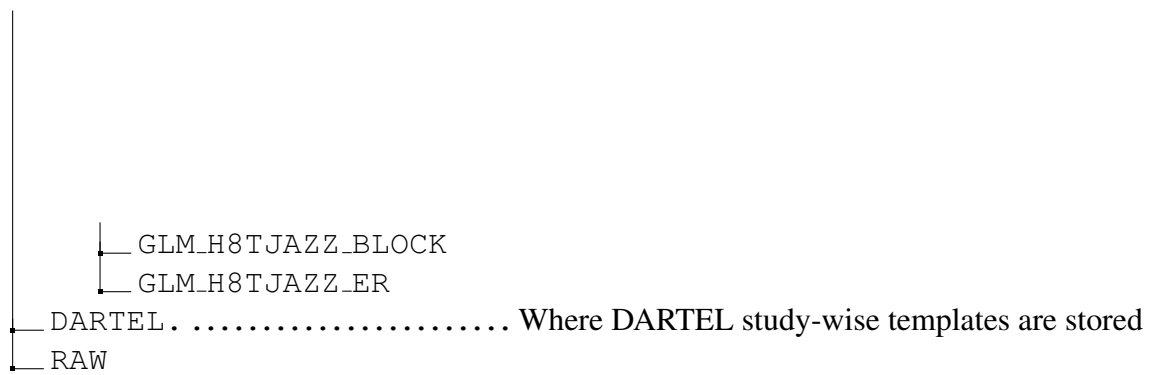 GLM_H8TJAZZ_BLOCK
GLM_H8TJAZZ_ER
DARTEL. ....................... Where DARTEL study-wise templates are stored
RAW